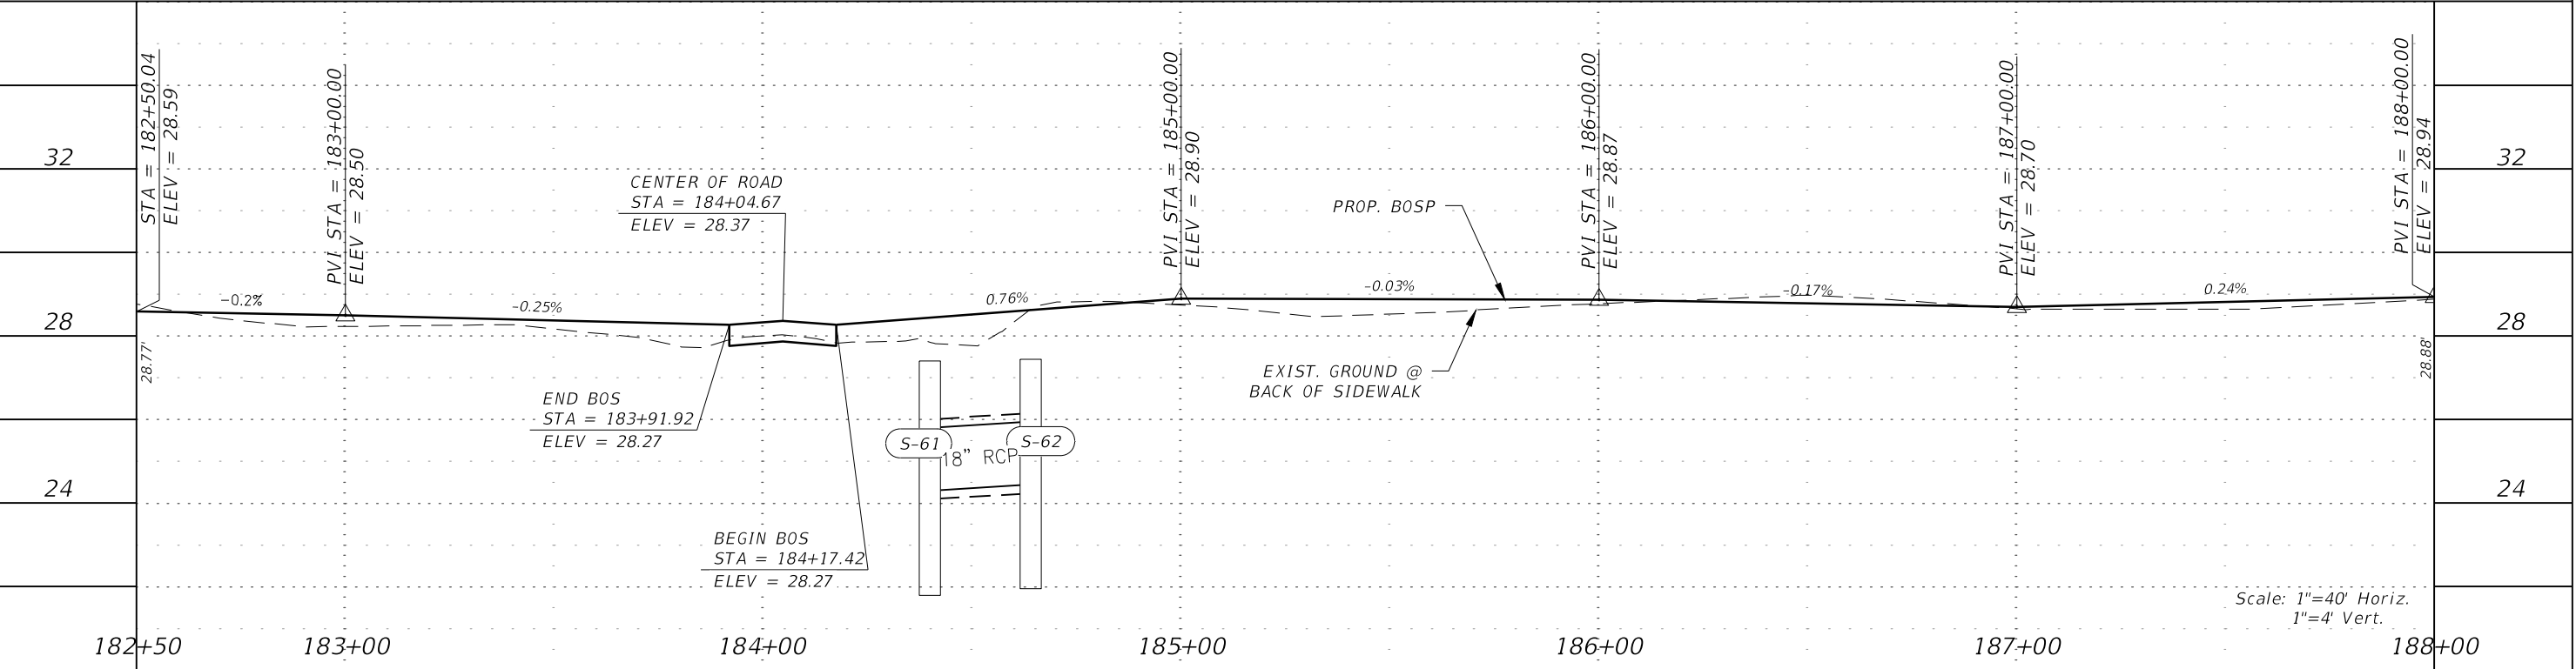 STA = 182+50.04
ELEV = 28.59
PVI STA = 183+00.00
ELEV = 28.50
CENTER OF ROAD
STA = 184+04.67
ELEV = 28.37
PVI STA = 185+00.00
ELEV = 28.90
PROP. BOSP
PVI STA = 186+00.00
ELEV = 28.87
PVI STA = 187+00.00
ELEV = 28.70
PVI STA = 188+00.00
ELEV = 28.94
32
32
-0.2%
-0.25%
0.76%
-0.03%
-0.17%
0.24%
28
28
28.77'
28.88'
EXIST. GROUND @
BACK OF SIDEWALK
END BOS
STA = 183+91.92
ELEV = 28.27
S-61
S-62
18" RCP
24
24
BEGIN BOS
STA = 184+17.42
ELEV = 28.27
Scale: 1"=40' Horiz.
1"=4' Vert.
182+50
183+00
184+00
185+00
186+00
187+00
188+00